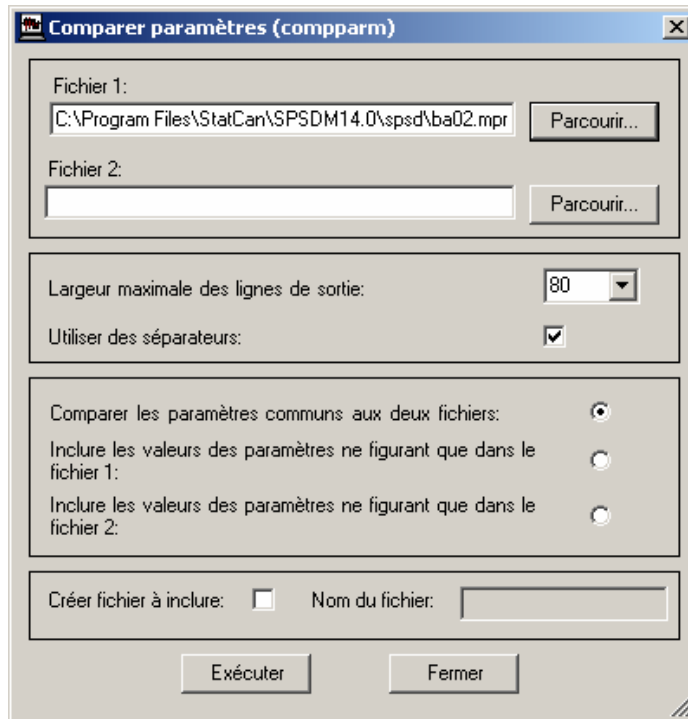 Comparer paramètres (compparm)
Fichier 1:
C:\Program Files\StatCan\SPSDM14.0\spsd\ba02.mpr
Parcourir...
Fichier 2:
Parcourir...
Largeur maximale des lignes de sortie:
80
Utiliser des séparateurs:
Comparer les paramètres communs aux deux fichiers:
Inclure les valeurs des paramètres ne figurant que dans le
fichier 1:
Inclure les valeurs des paramètres ne figurant que dans le
fichier 2:
Créer fichier à inclure:
Nom du fichier:
Exécuter
Fermer